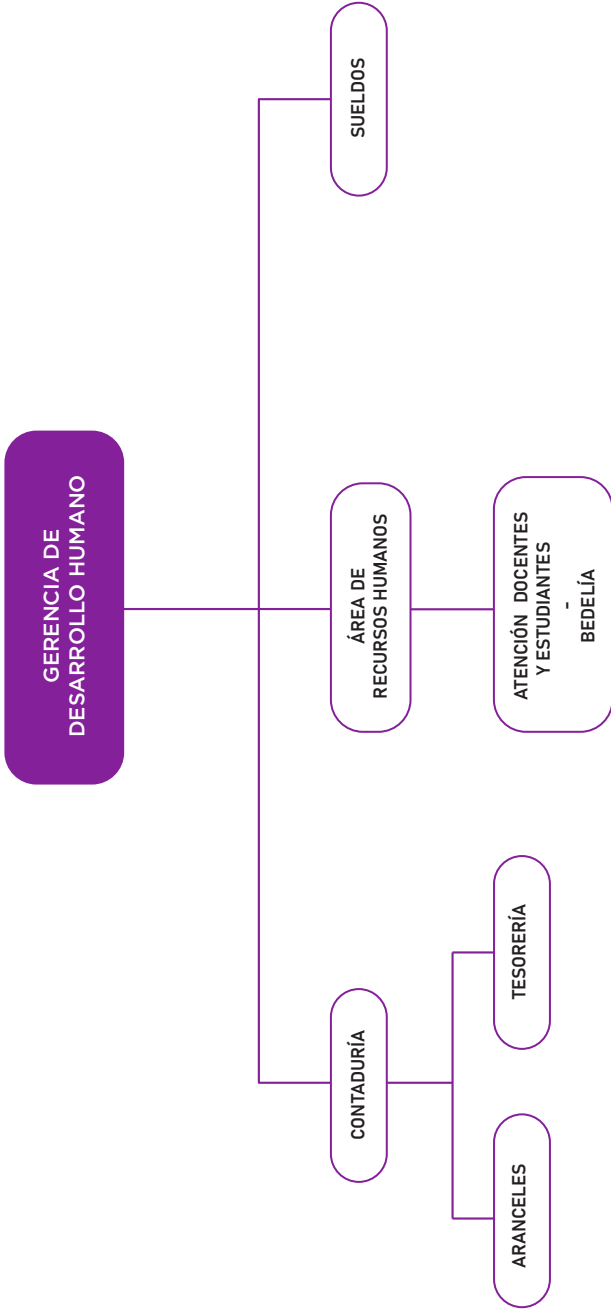 GERENCIA DE
DESARROLLO HUMANO
CONTADURÍA
ÁREA DE
RECURSOS HUMANOS
SUELDOS
ARANCELES
TESORERÍA
ATENCIÓN DOCENTES
Y ESTUDIANTES
-
BEDELÍA